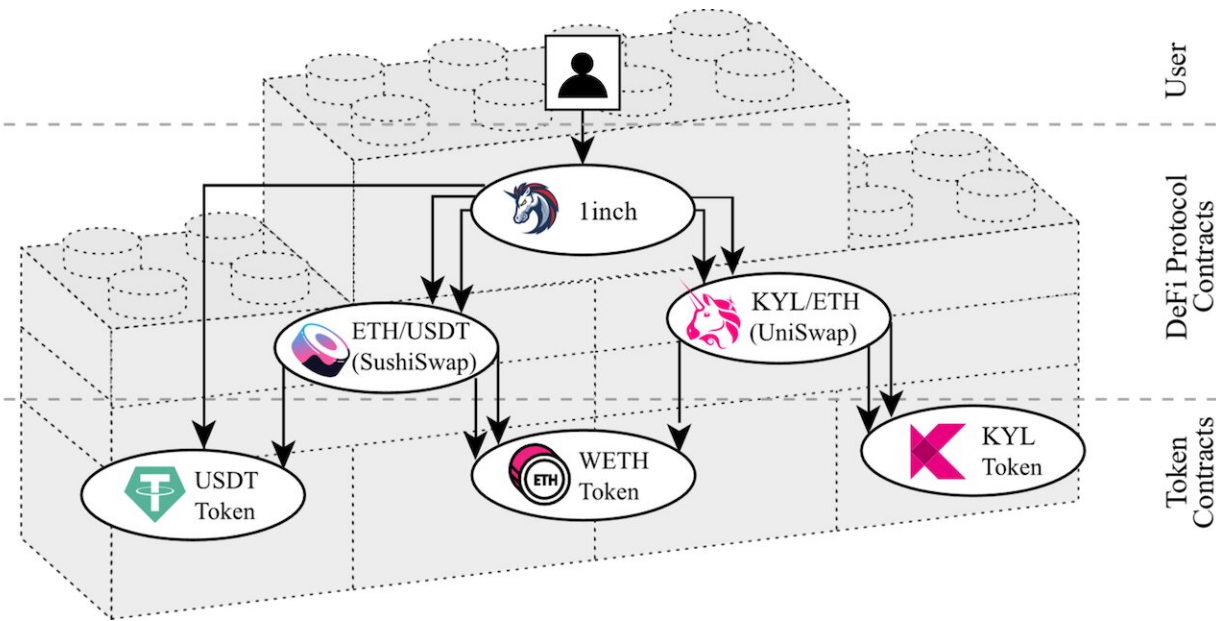 User
1inch
DeFi Protocol
Contracts
ETH/USDT
(SushiSwap)
KYL/ETH
(UniSwap)
USDT
Token
ETH
WETH
Token
KYL
Token
Token
Contracts